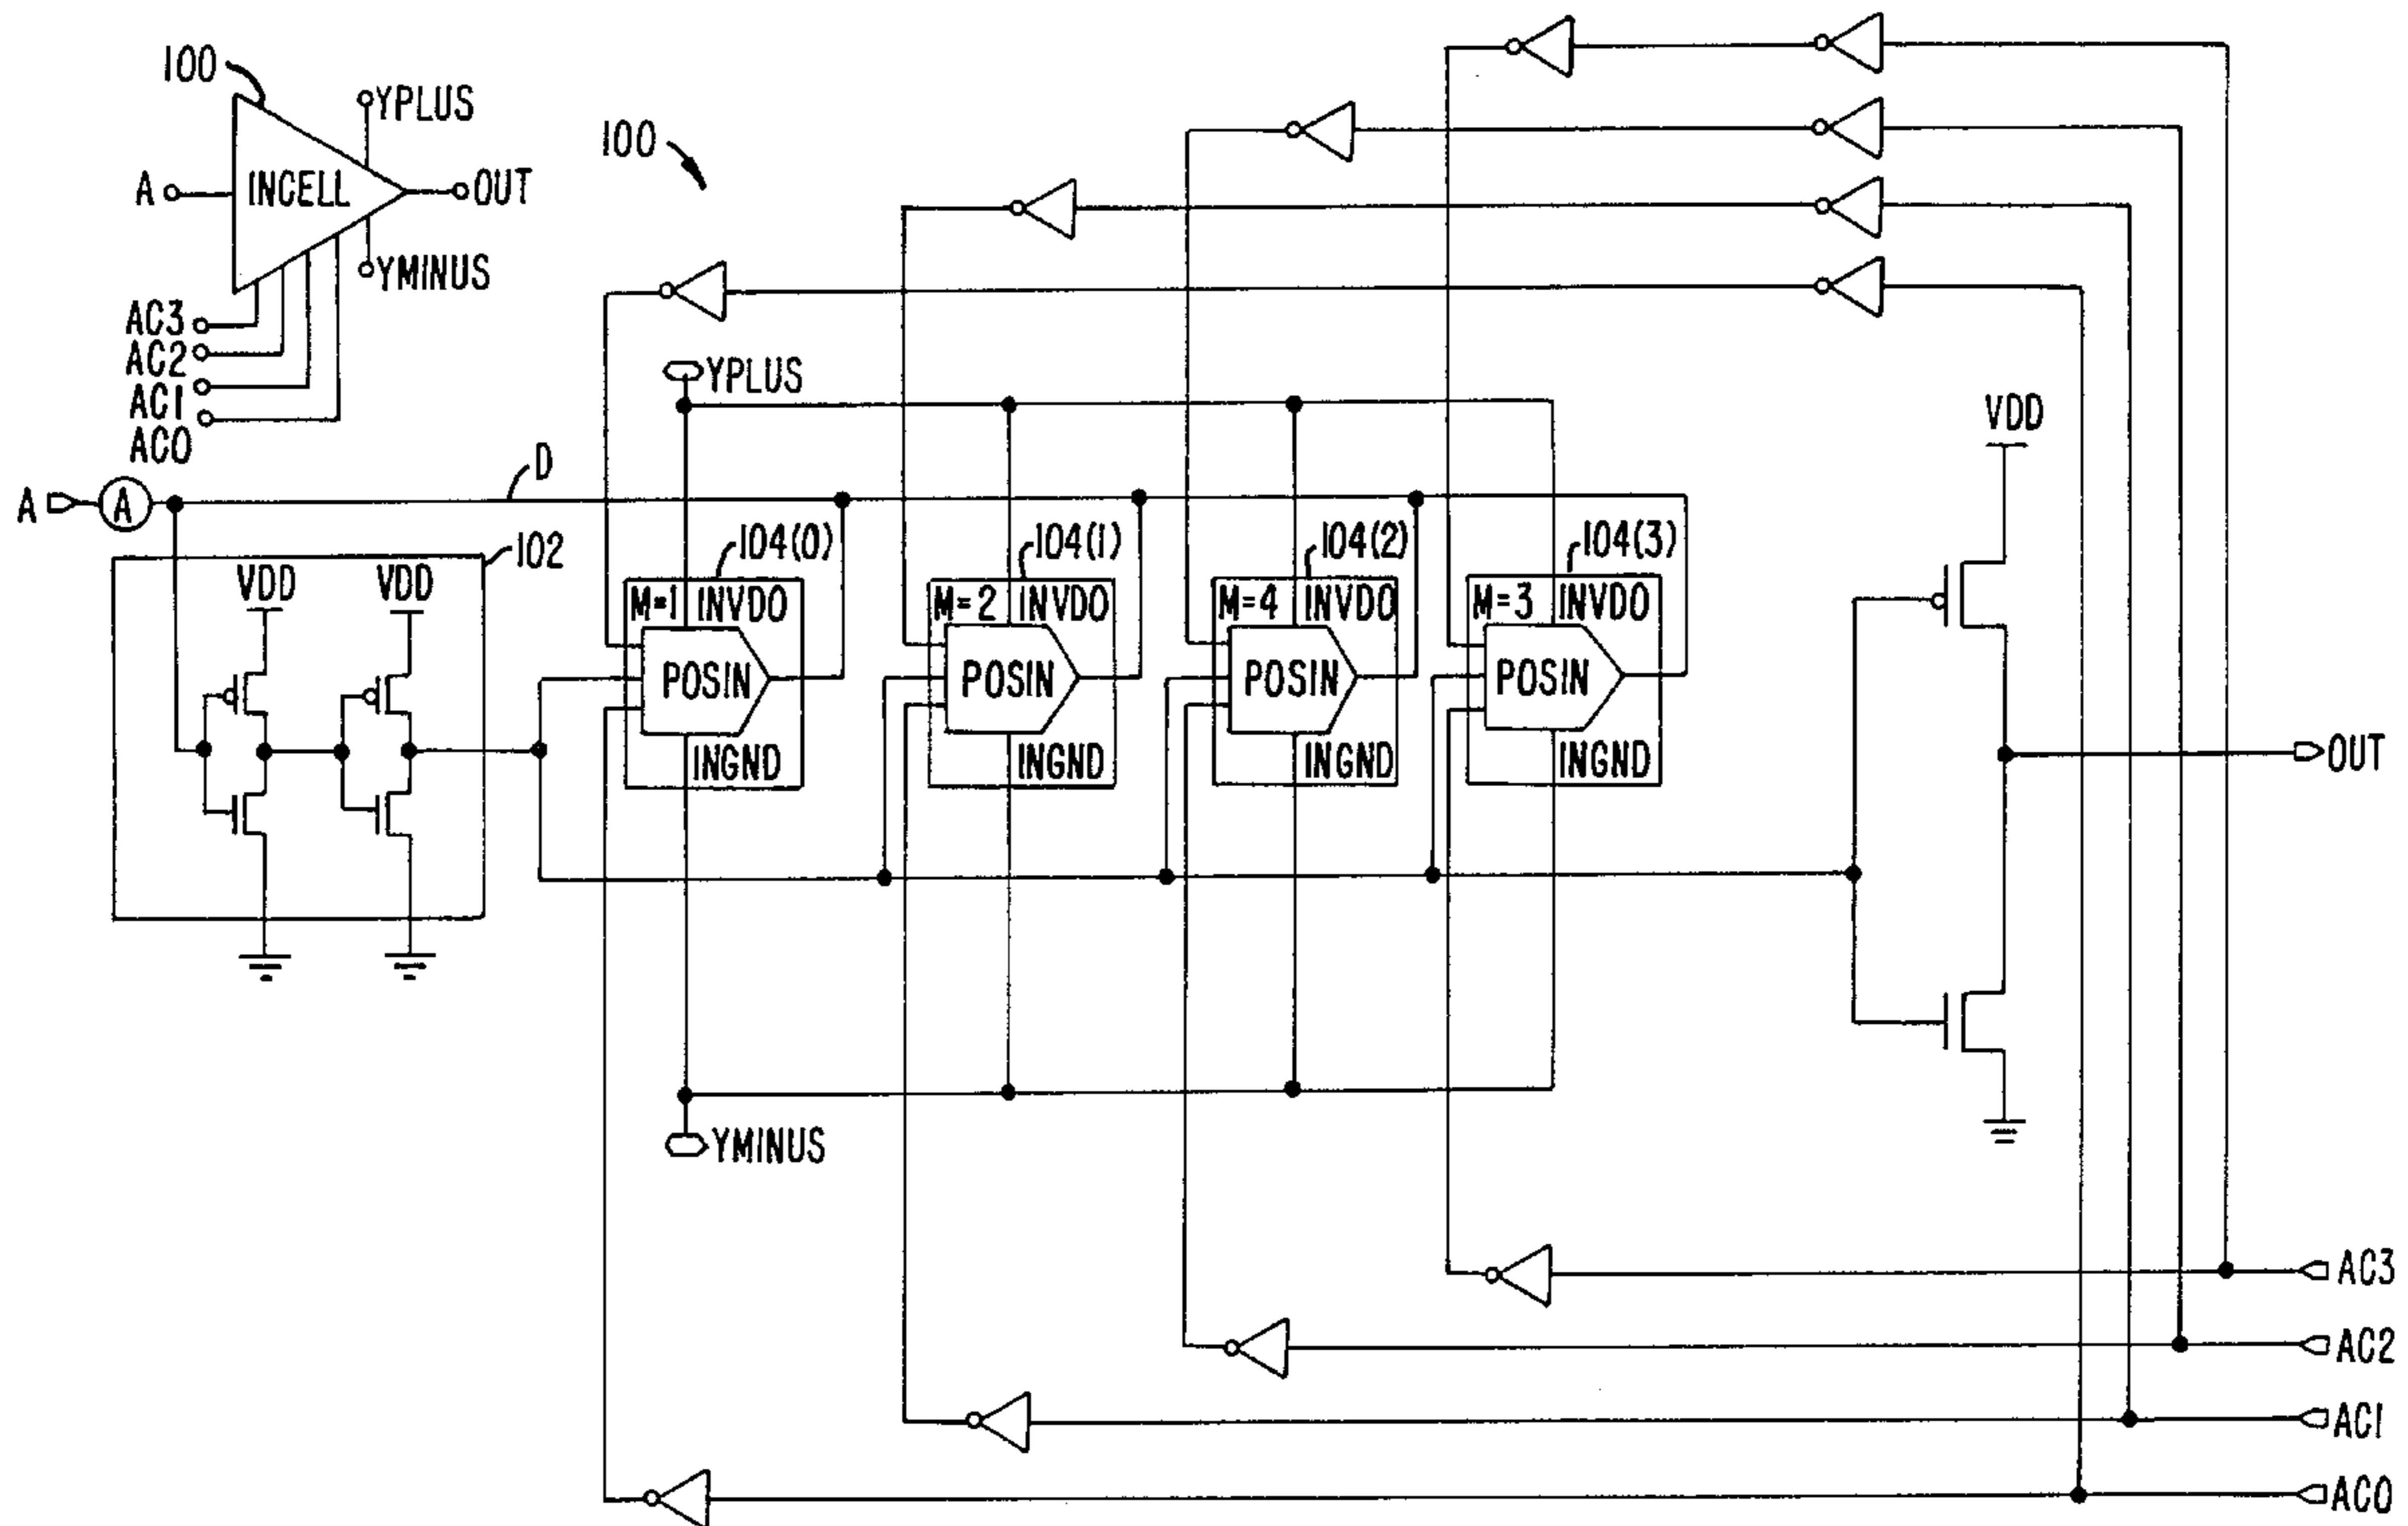 100
YPLUS
A
INCELL
OUT
YMINUS
AC3
AC2
AC1
AC0
100
YPLUS
VDD
A
A
D
102
VDD
VDD
104(0)
M=1
INVDO
POSIN
INGND
104(1)
M=2
INVDO
POSIN
INGND
104(2)
M=4
INVDO
POSIN
INGND
104(3)
M=3
INVDO
POSIN
INGND
OUT
YMINUS
AC3
AC2
AC1
AC0